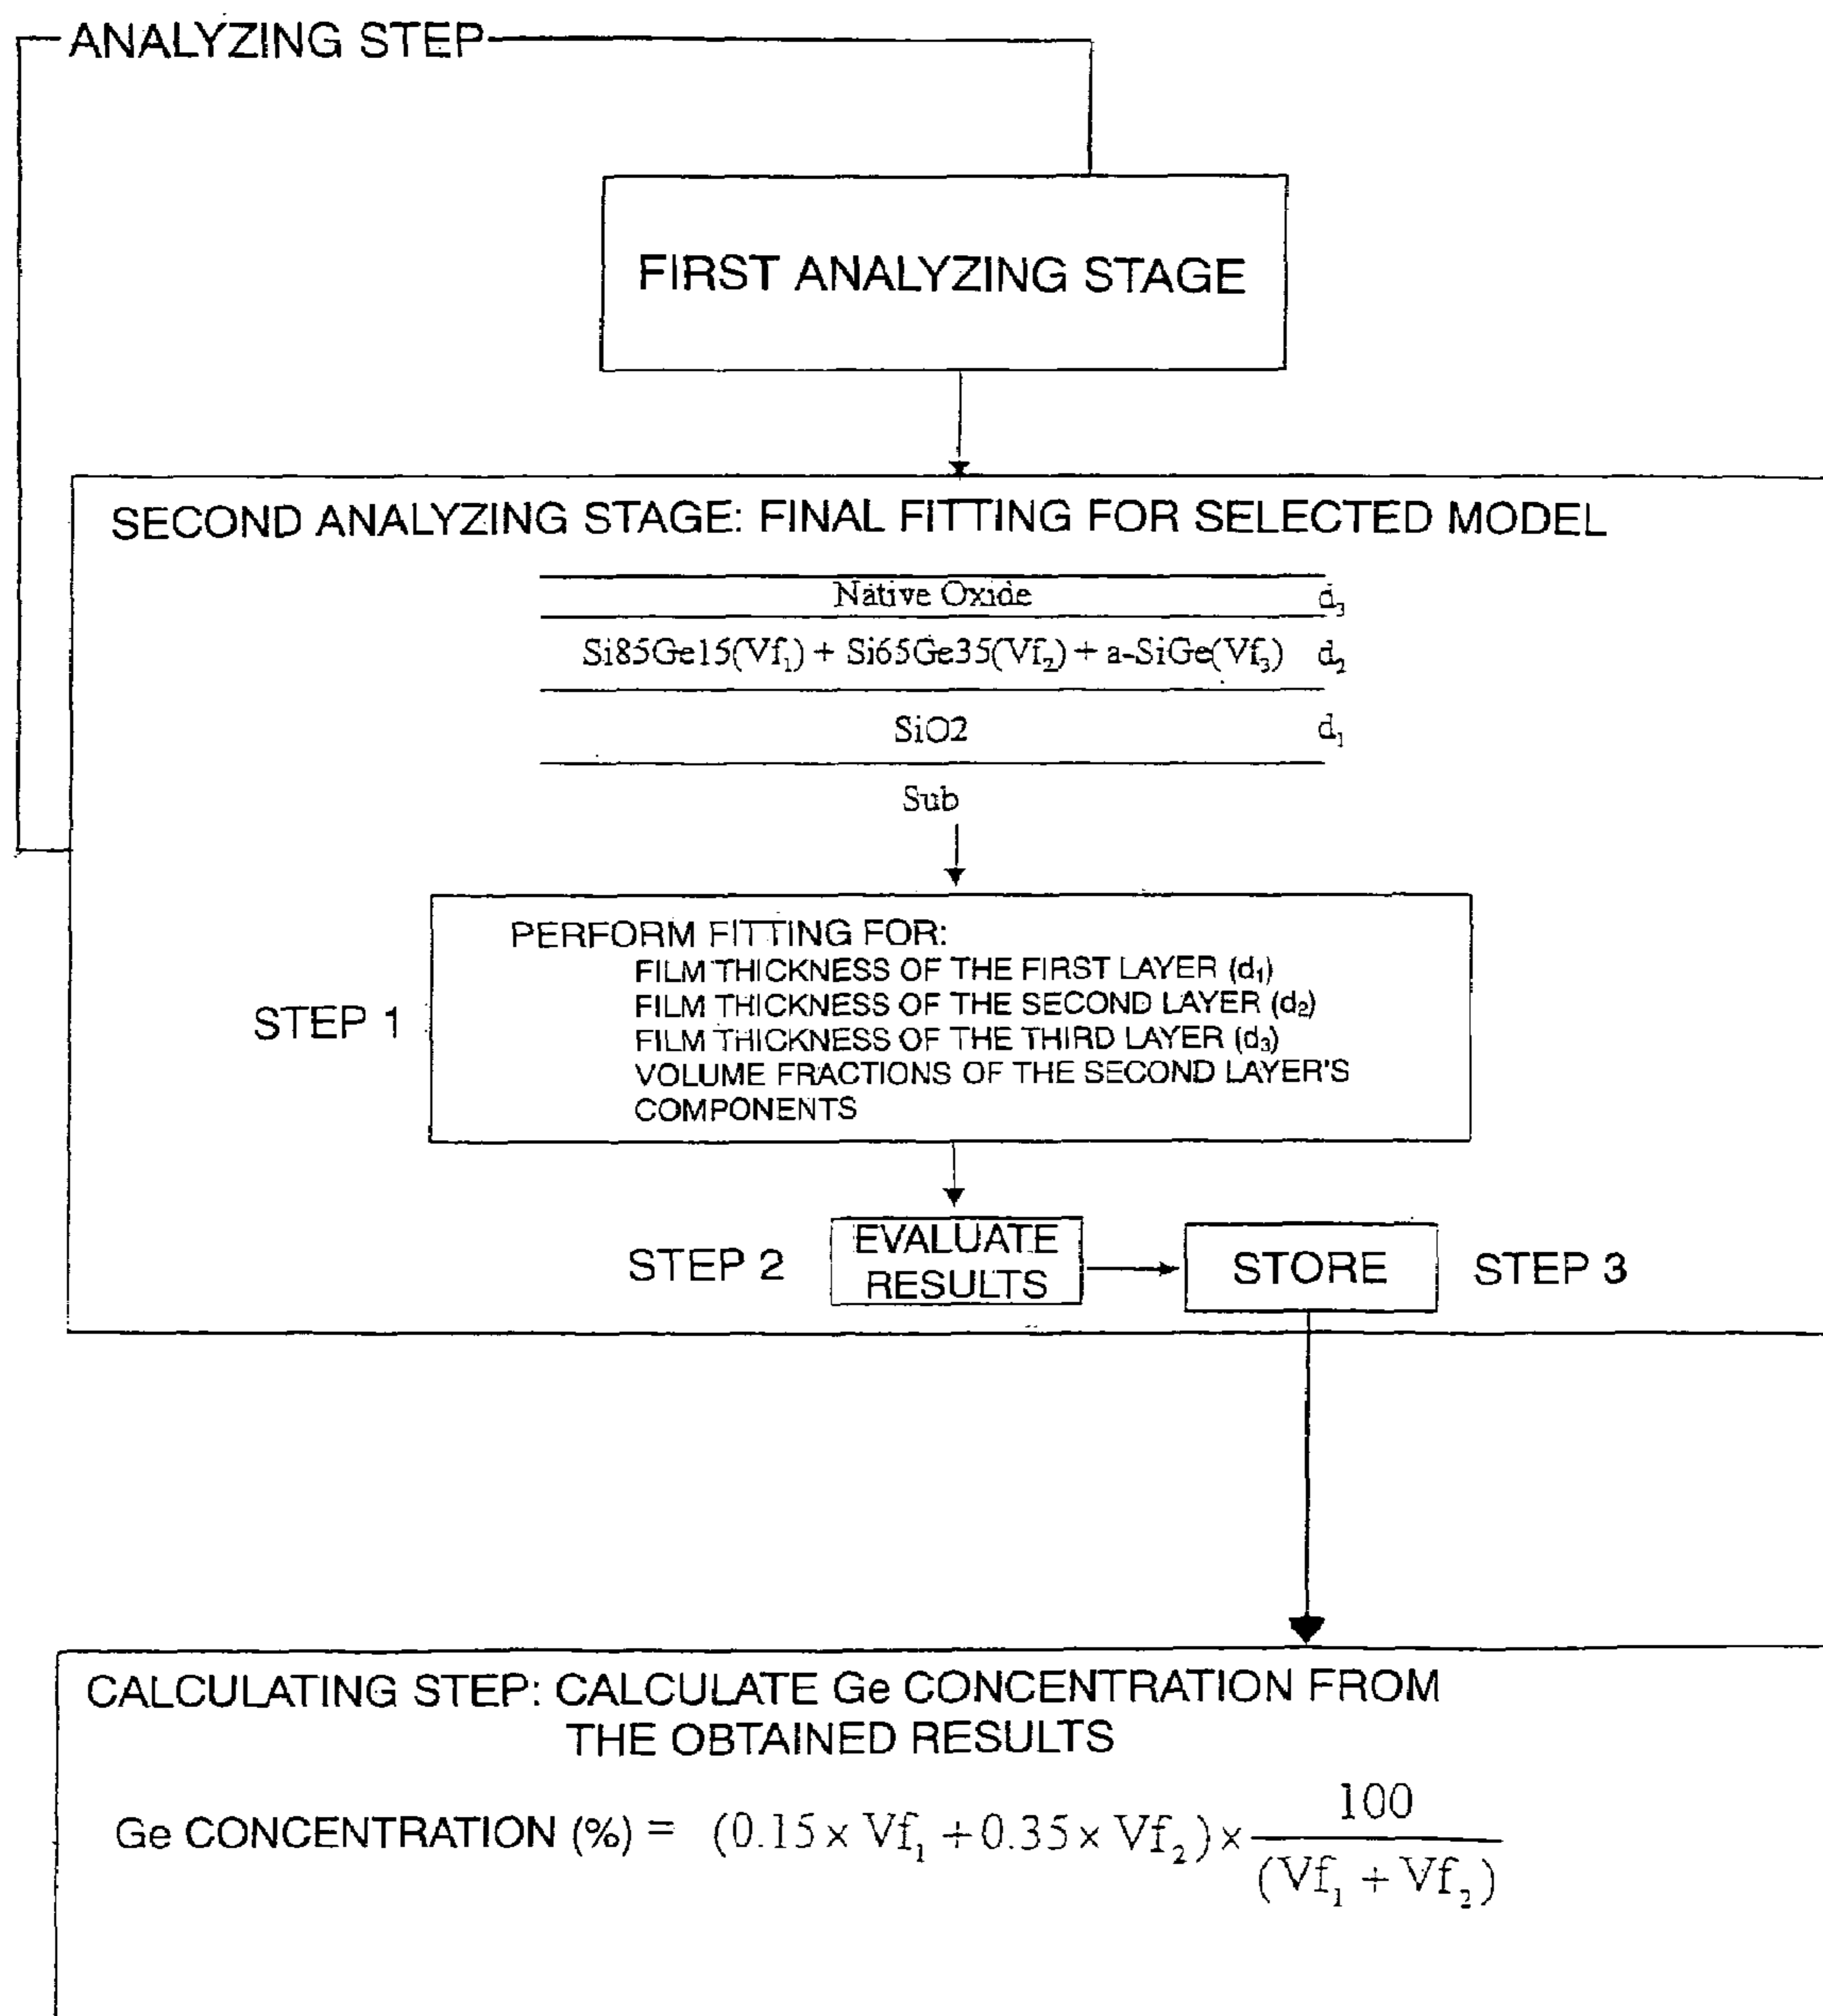 ANALYZING STEP
FIRST ANALYZING STAGE
SECOND ANALYZING STAGE: FINAL FITTING FOR SELECTED MODEL
Native Oxide d₃
Si85Ge15(Vf₁) + Si65Ge35(Vf₂) + a-SiGe(Vf₃) d₂
SiO2 d₁
Sub
PERFORM FITTING FOR:
FILM THICKNESS OF THE FIRST LAYER (d₁)
FILM THICKNESS OF THE SECOND LAYER (d₂)
FILM THICKNESS OF THE THIRD LAYER (d₃)
VOLUME FRACTIONS OF THE SECOND LAYER'S
COMPONENTS
STEP 1
STEP 2
EVALUATE
RESULTS
STORE
STEP 3
CALCULATING STEP: CALCULATE Ge CONCENTRATION FROM
THE OBTAINED RESULTS
Ge CONCENTRATION (%) = (0.15 × Vf₁ + 0.35 × Vf₂) × 100 / (Vf₁ + Vf₂)